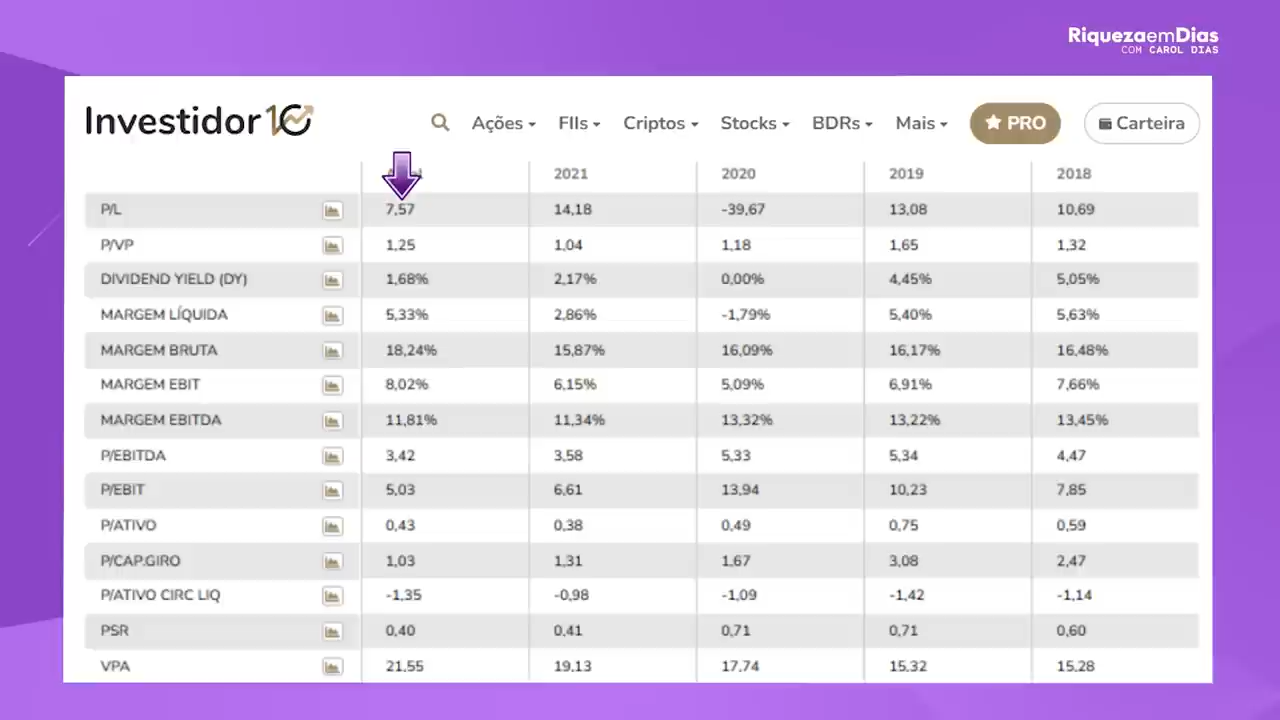 RiquezaemDias
COM CAROL DIAS
Investidor10
Ações FIIs Criptos Stocks BDRs Mais PRO Carteira
2021 2020 2019 2018
P/L 7,57 14,18 -39,67 13,08 10,69
P/VP 1,25 1,04 1,18 1,65 1,32
DIVIDEND YIELD (DY) 1,68% 2,17% 0,00% 4,45% 5,05%
MARGEM LÍQUIDA 5,33% 2,86% -1,79% 5,40% 5,63%
MARGEM BRUTA 18,24% 15,87% 16,09% 16,17% 16,48%
MARGEM EBIT 8,02% 6,15% 5,09% 6,91% 7,66%
MARGEM EBITDA 11,81% 11,34% 13,32% 13,22% 13,45%
P/EBITDA 3,42 3,58 5,33 5,34 4,47
P/EBIT 5,03 6,61 13,94 10,23 7,85
P/ATIVO 0,43 0,38 0,49 0,75 0,59
P/CAP.GIRO 1,03 1,31 1,67 3,08 2,47
P/ATIVO CIRC LIQ -1,35 -0,98 -1,09 -1,42 -1,14
PSR 0,40 0,41 0,71 0,71 0,60
VPA 21,55 19,13 17,74 15,32 15,28